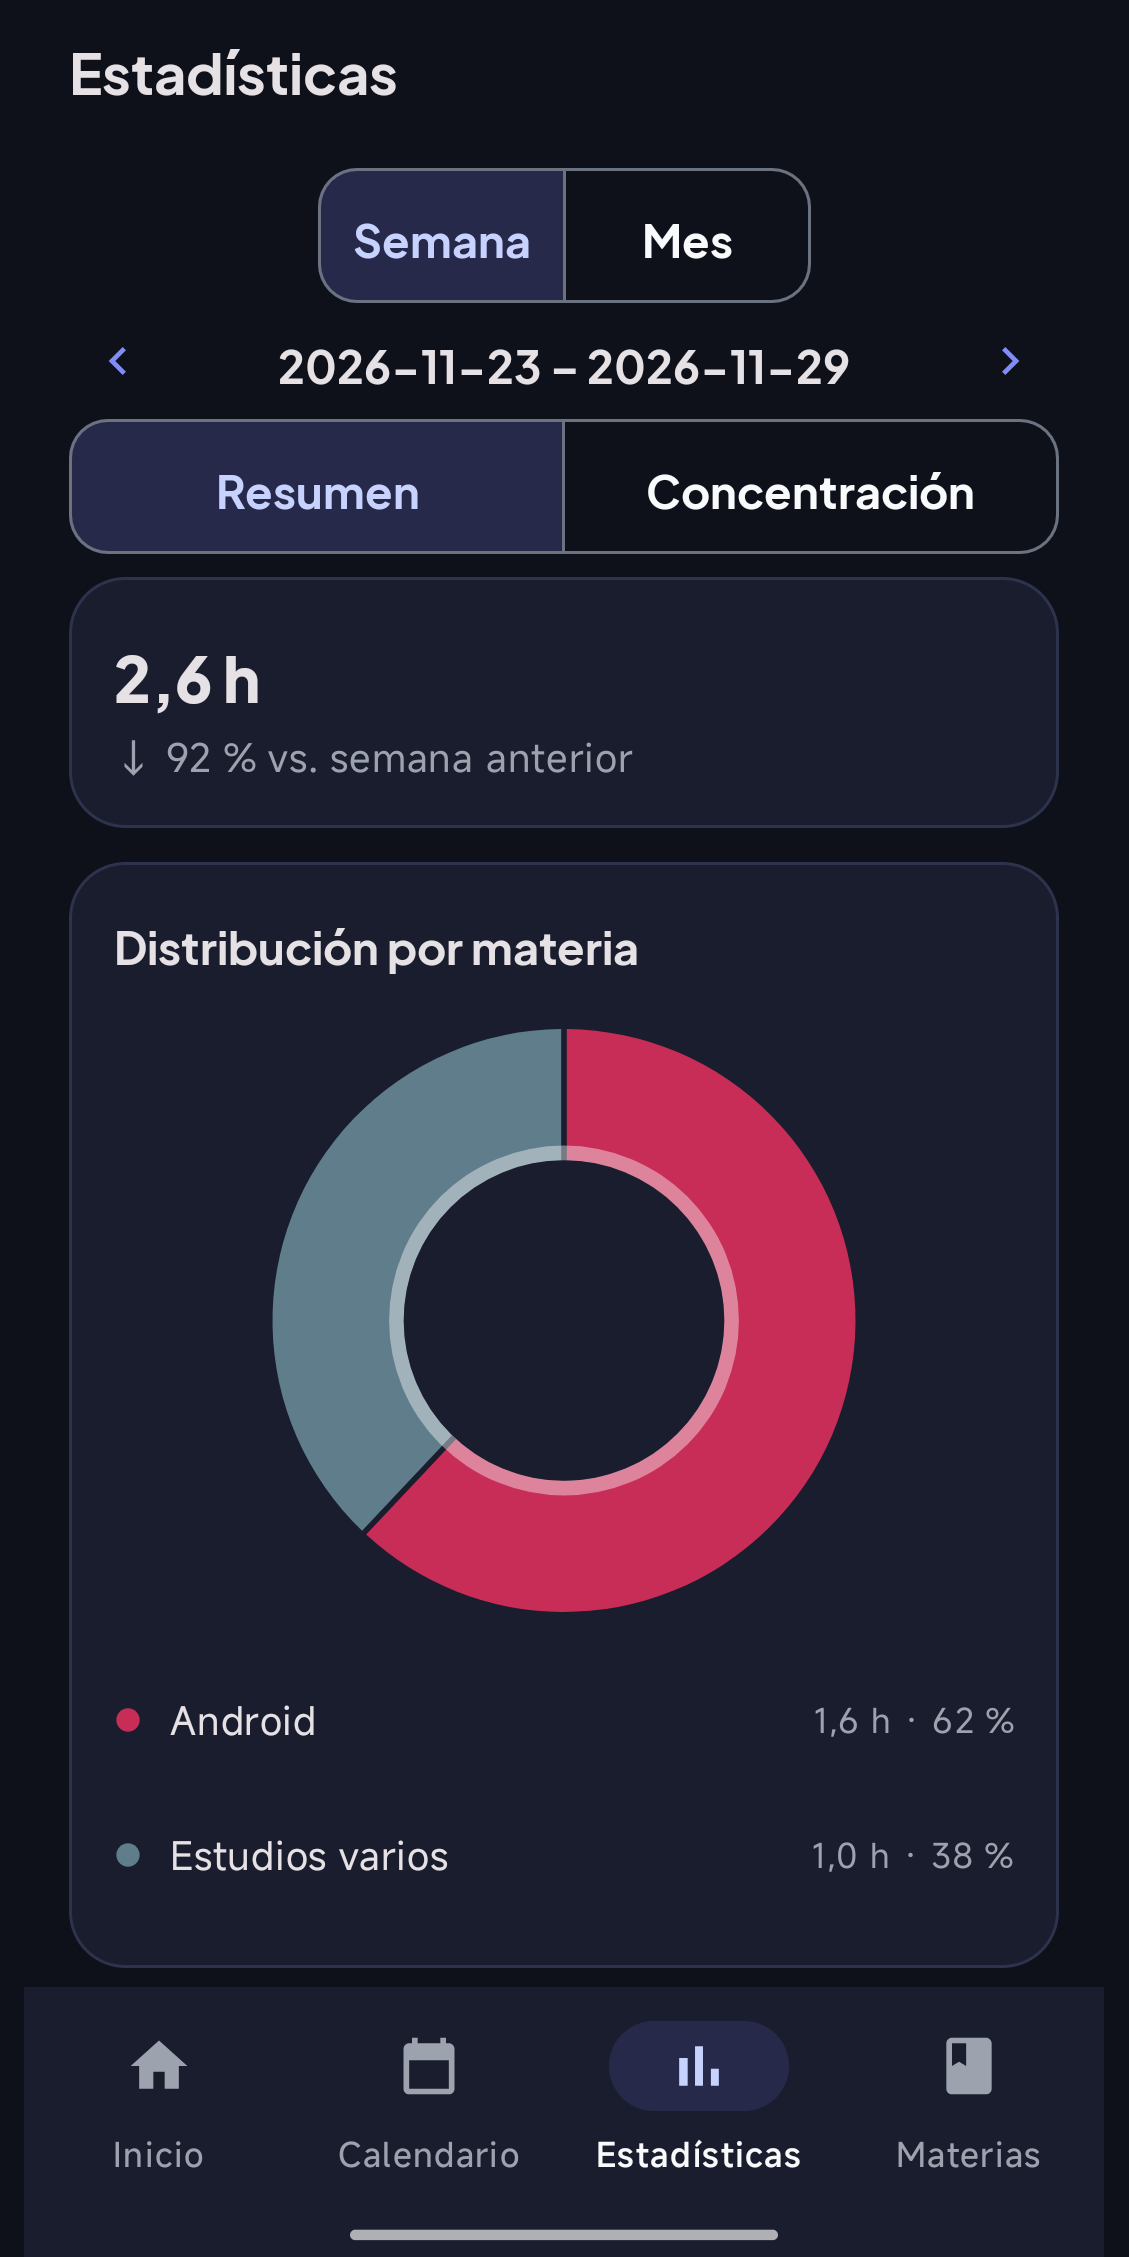 Estadísticas
Semana Mes
2026-11-23 – 2026-11-29
Resumen Concentración
2,6 h
↓ 92 % vs. semana anterior
Distribución por materia
Android 1,6 h · 62 %
Estudios varios 1,0 h · 38 %
Inicio Calendario Estadísticas Materias